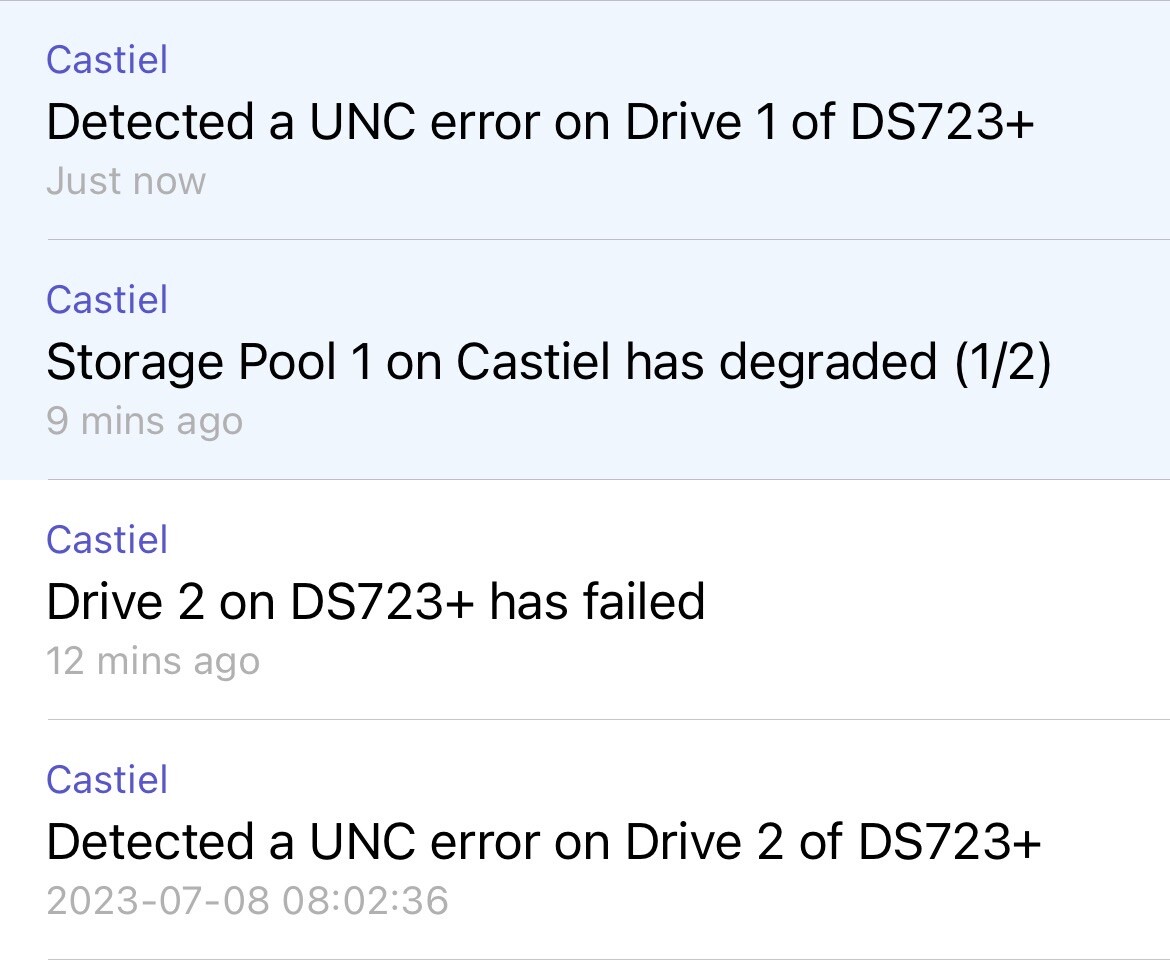 Castiel
Detected a UNC error on Drive 1 of DS723+
Just now
Castiel
Storage Pool 1 on Castiel has degraded (1/2)
9 mins ago
Castiel
Drive 2 on DS723+ has failed
12 mins ago
Castiel
Detected a UNC error on Drive 2 of DS723+
2023-07-08 08:02:36